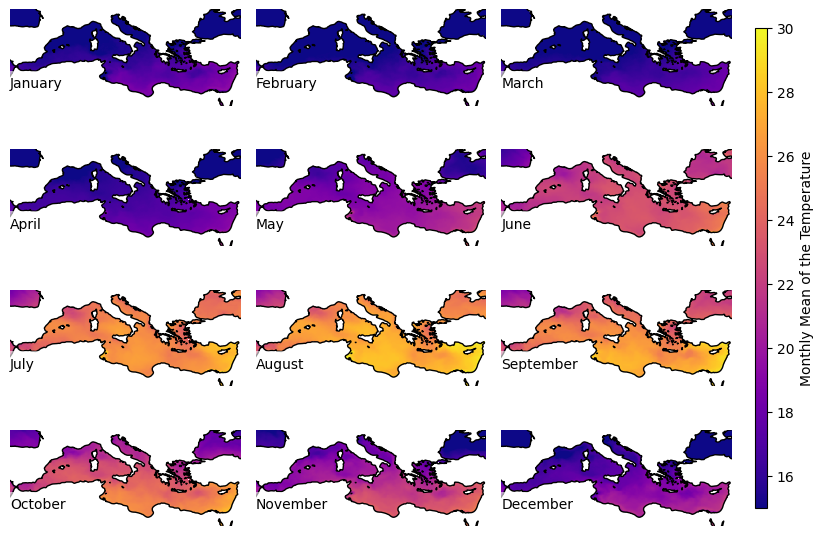 January
February
March
April
May
June
July
August
September
October
November
December
30
28
26
24
22
20
18
16
Monthly Mean of the Temperature